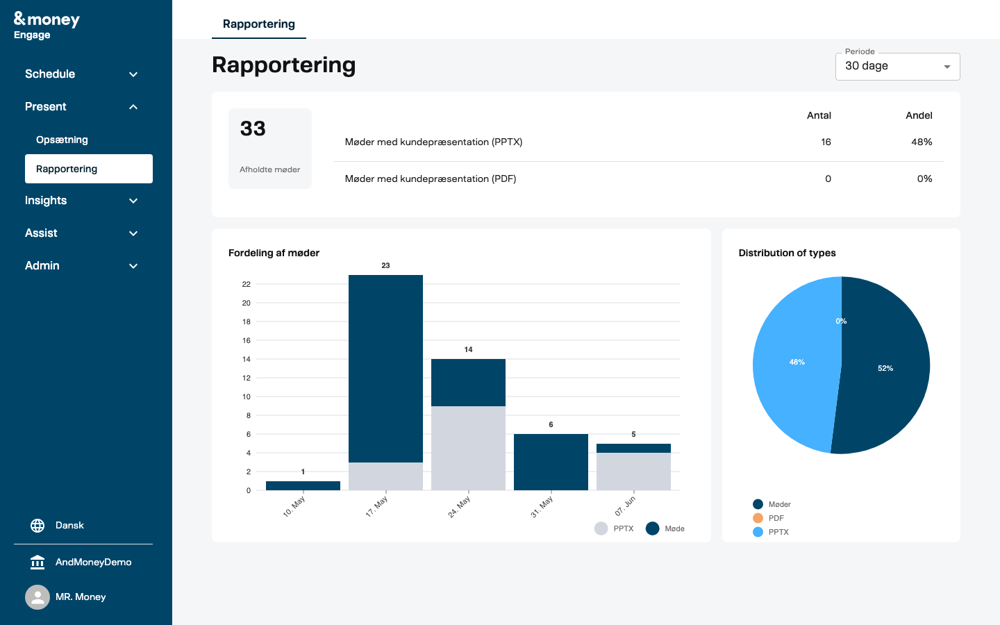 &money
Engage
Schedule
Present
Opsætning
Rapportering
Insights
Assist
Admin
Dansk
AndMoneyDemo
MR. Money
Rapportering
Rapportering
Periode
30 dage
33
Afholdte møder
Antal Andel
Møder med kundepræsentation (PPTX) 16 48%
Møder med kundepræsentation (PDF) 0 0%
Fordeling af møder
23
22
20
18
16
14
14
12
10
8
6
6
5
4
2
1
0
10. May 17. May 24. May 31. May 07. Jun
PPTX Møde
Distribution of types
0%
48%
52%
Møder
PDF
PPTX